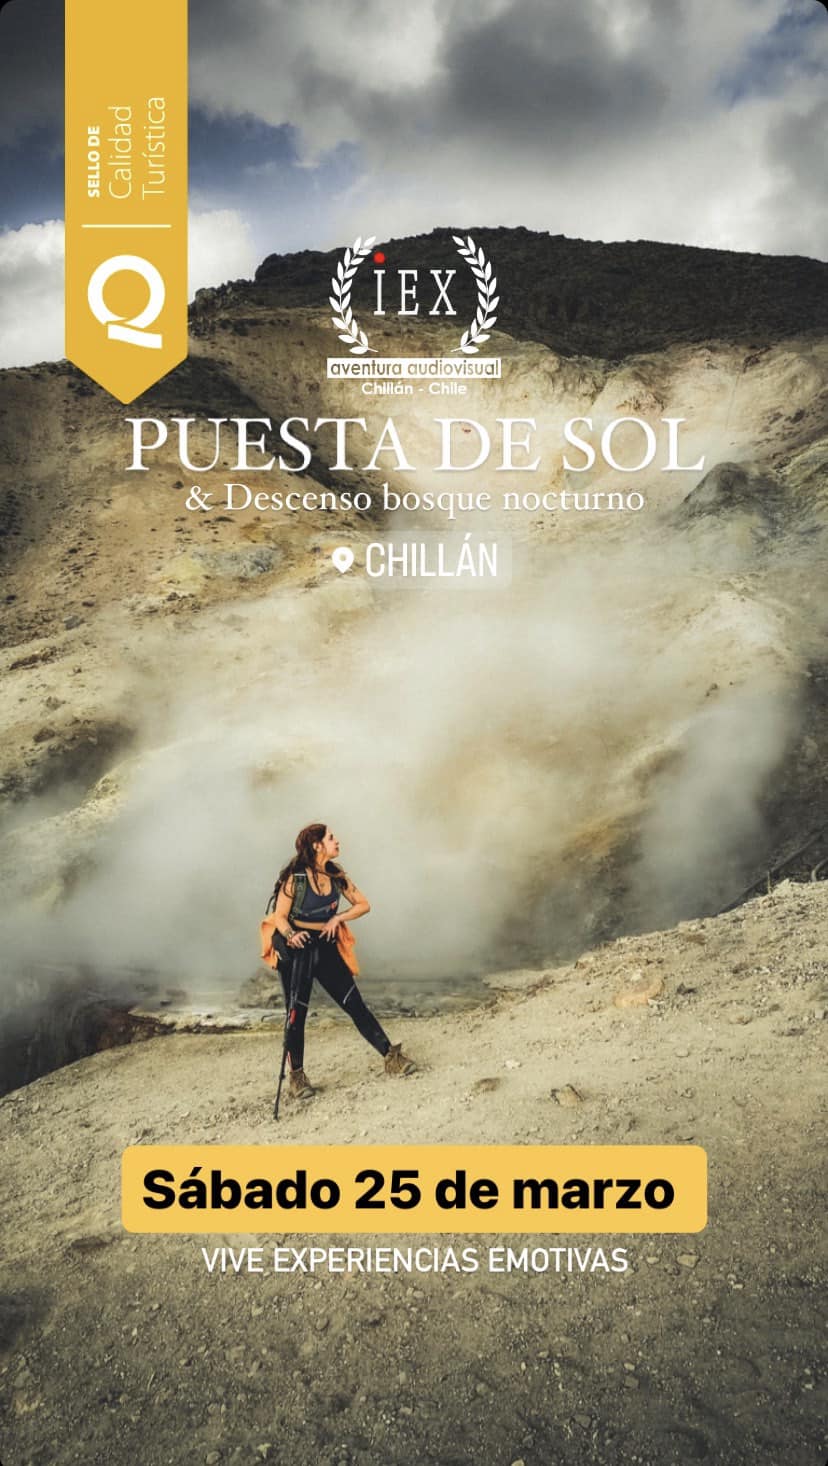 SELLO DE
Calidad
Turística
iEX
aventura audiovisual
Chillán - Chile
PUESTA DE SOL
& Descenso bosque nocturno
CHILLÁN
Sábado 25 de marzo
VIVE EXPERIENCIAS EMOTIVAS